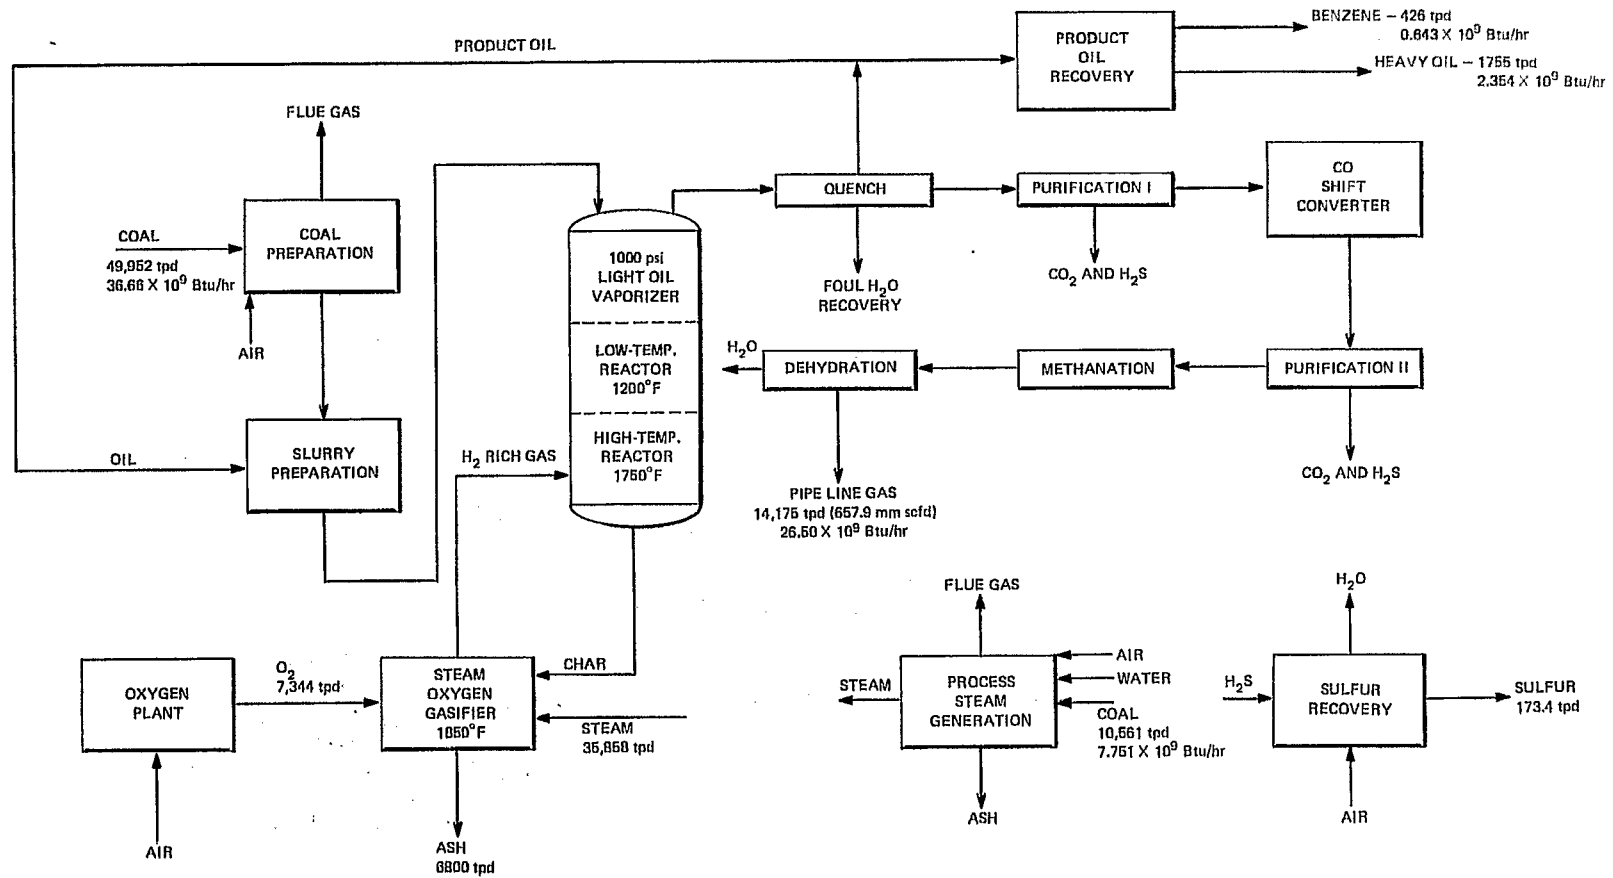 BENZENE – 426 tpd
0.643 X 10⁹ Btu/hr
PRODUCT
OIL
RECOVERY
HEAVY OIL – 1755 tpd
2.354 X 10⁹ Btu/hr
PRODUCT OIL
FLUE GAS
COAL
PREPARATION
COAL
49,952 tpd
36.66 X 10⁹ Btu/hr
AIR
SLURRY
PREPARATION
OIL
1000 psi
LIGHT OIL
VAPORIZER
LOW-TEMP.
REACTOR
1200°F
HIGH-TEMP.
REACTOR
1750°F
H₂ RICH GAS
QUENCH
FOUL H₂O
RECOVERY
PURIFICATION I
CO₂ AND H₂S
CO
SHIFT
CONVERTER
PURIFICATION II
CO₂ AND H₂S
METHANATION
DEHYDRATION
H₂O
PIPE LINE GAS
14,175 tpd (657.9 mm scfd)
26.50 X 10⁹ Btu/hr
OXYGEN
PLANT
AIR
O₂
7,344 tpd
STEAM
OXYGEN
GASIFIER
1850°F
CHAR
STEAM
35,858 tpd
ASH
6800 tpd
FLUE GAS
PROCESS
STEAM
GENERATION
STEAM
AIR
WATER
COAL
10,561 tpd
7.751 X 10⁹ Btu/hr
ASH
H₂O
H₂S
SULFUR
RECOVERY
SULFUR
173.4 tpd
AIR